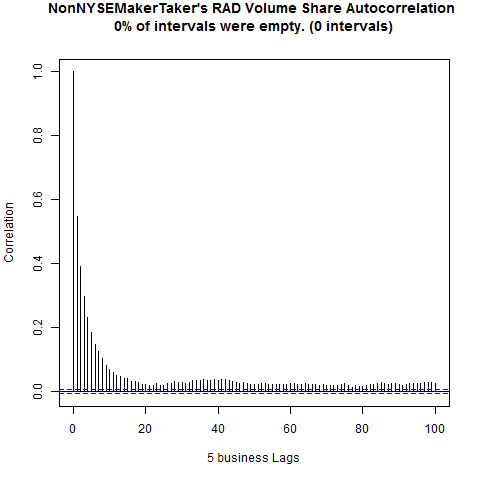 NonNYSEMakerTaker's RAD Volume Share Autocorrelation
0% of intervals were empty. (0 intervals)
Correlation
1.0
0.8
0.6
0.4
0.2
0.0
0 20 40 60 80 100
5 business Lags